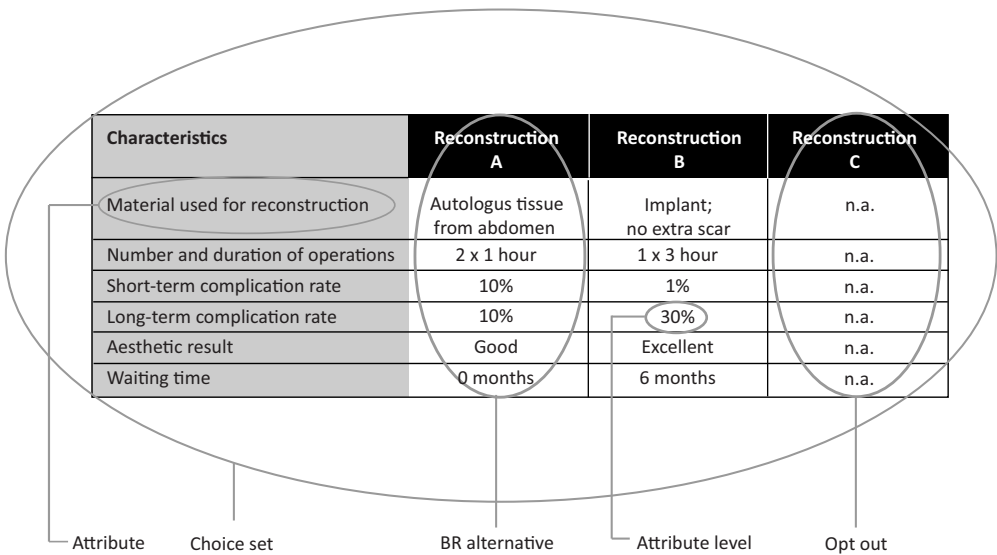 Characteristics Reconstruction A Reconstruction B Reconstruction C
Material used for reconstruction Autologus tissue from abdomen Implant; no extra scar n.a.
Number and duration of operations 2 x 1 hour 1 x 3 hour n.a.
Short-term complication rate 10% 1% n.a.
Long-term complication rate 10% 30% n.a.
Aesthetic result Good Excellent n.a.
Waiting time 0 months 6 months n.a.
Attribute Choice set BR alternative Attribute level Opt out